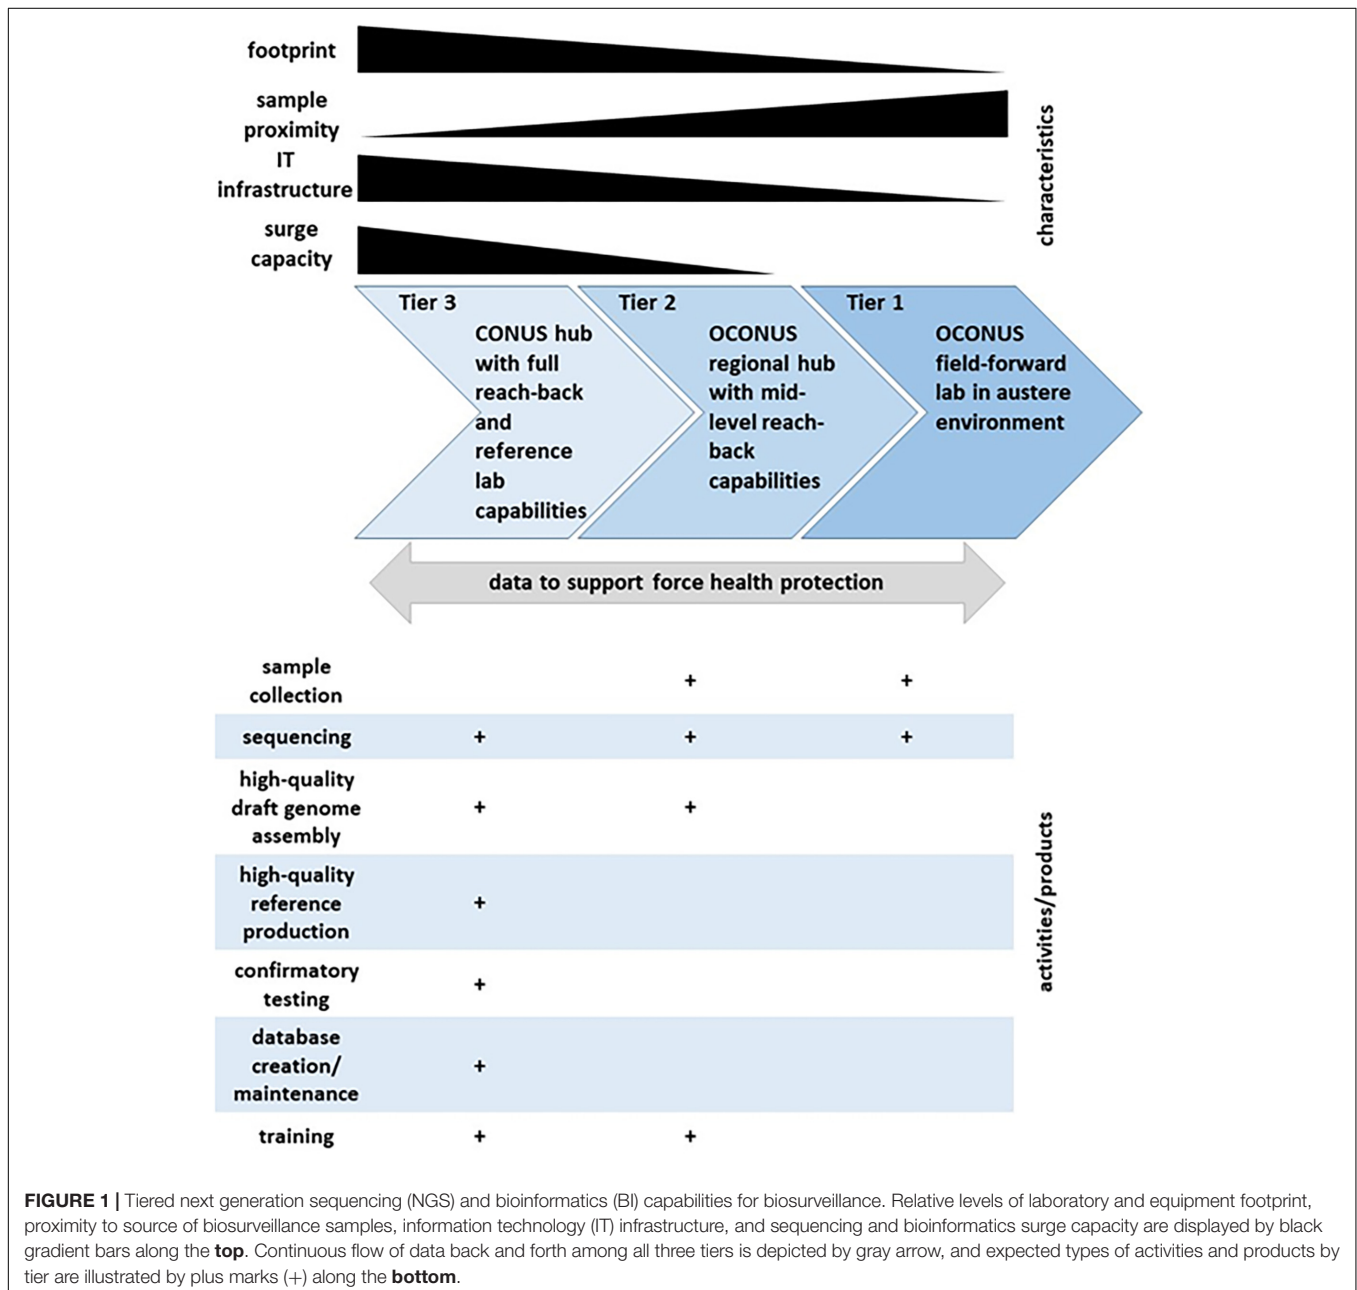 footprint
sample
proximity
IT
infrastructure
surge
capacity
characteristics
Tier 3
CONUS hub
with full
reach-back
and
reference
lab
capabilities
Tier 2
OCONUS
regional hub
with mid-
level reach-
back
capabilities
Tier 1
OCONUS
field-forward
lab in austere
environment
data to support force health protection
sample
collection
+ +
sequencing
+ + +
high-quality
draft genome
assembly
+ +
high-quality
reference
production
+
confirmatory
testing
+
database
creation/
maintenance
+
training
+ +
activities/products
FIGURE 1 | Tiered next generation sequencing (NGS) and bioinformatics (BI) capabilities for biosurveillance. Relative levels of laboratory and equipment footprint,
proximity to source of biosurveillance samples, information technology (IT) infrastructure, and sequencing and bioinformatics surge capacity are displayed by black
gradient bars along the top. Continuous flow of data back and forth among all three tiers is depicted by gray arrow, and expected types of activities and products by
tier are illustrated by plus marks (+) along the bottom.